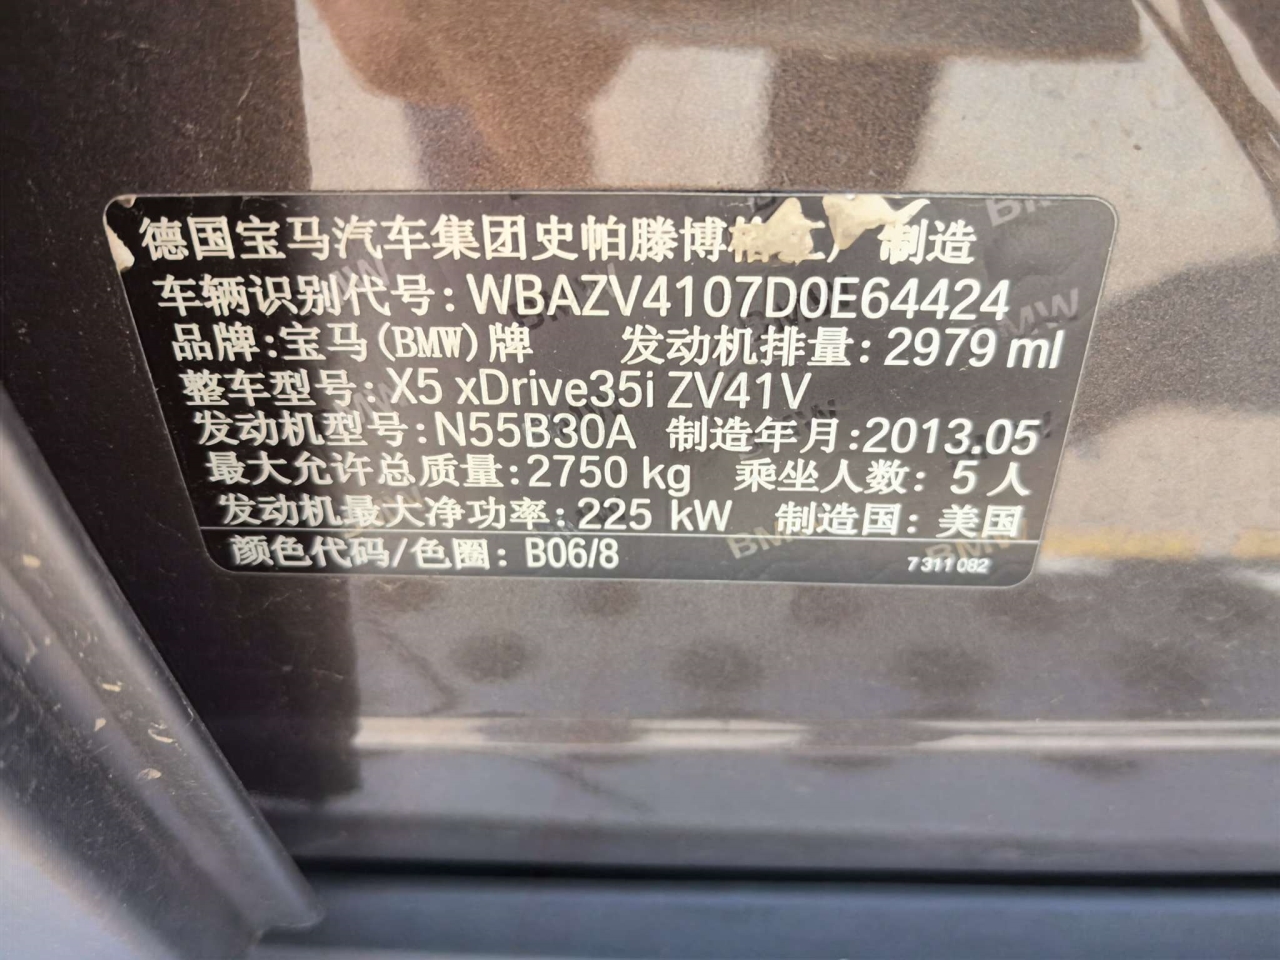 德国宝马汽车集团史帕滕博格工厂制造
车辆识别代号:WBAZV4107D0E64424
品牌:宝马(BMW)牌 发动机排量:2979 ml
整车型号:X5 xDrive35i ZV41V
发动机型号:N55B30A 制造年月:2013.05
最大允许总质量:2750 kg 乘坐人数:5人
发动机最大净功率:225 kW 制造国:美国
颜色代码/色圈:B06/8 7 311 082